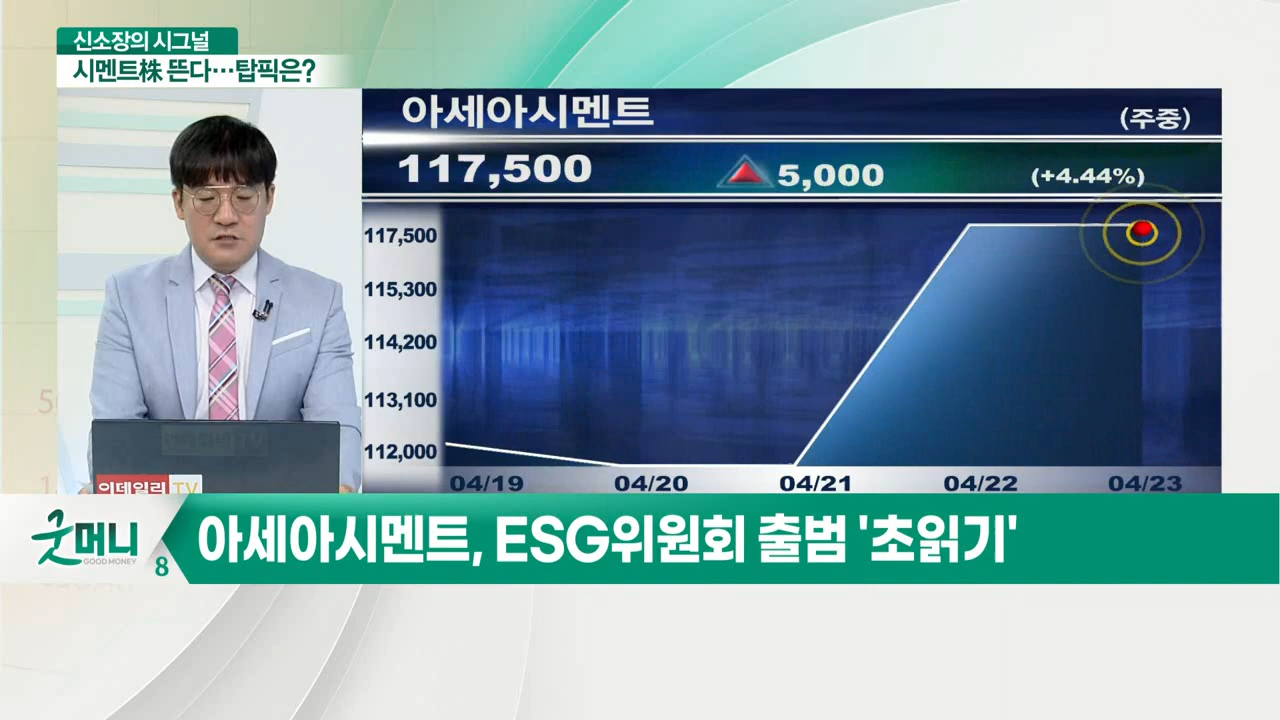 신소장의 시그널
시멘트株 뜬다…탑픽은?
아세아시멘트
(주중)
117,500
5,000
(+4.44%)
117,500
115,300
114,200
113,100
112,000
04/19
04/20
04/21
04/22
04/23
이데일리 TV
굿머니
GOOD MONEY
8
아세아시멘트, ESG위원회 출범 '초읽기'